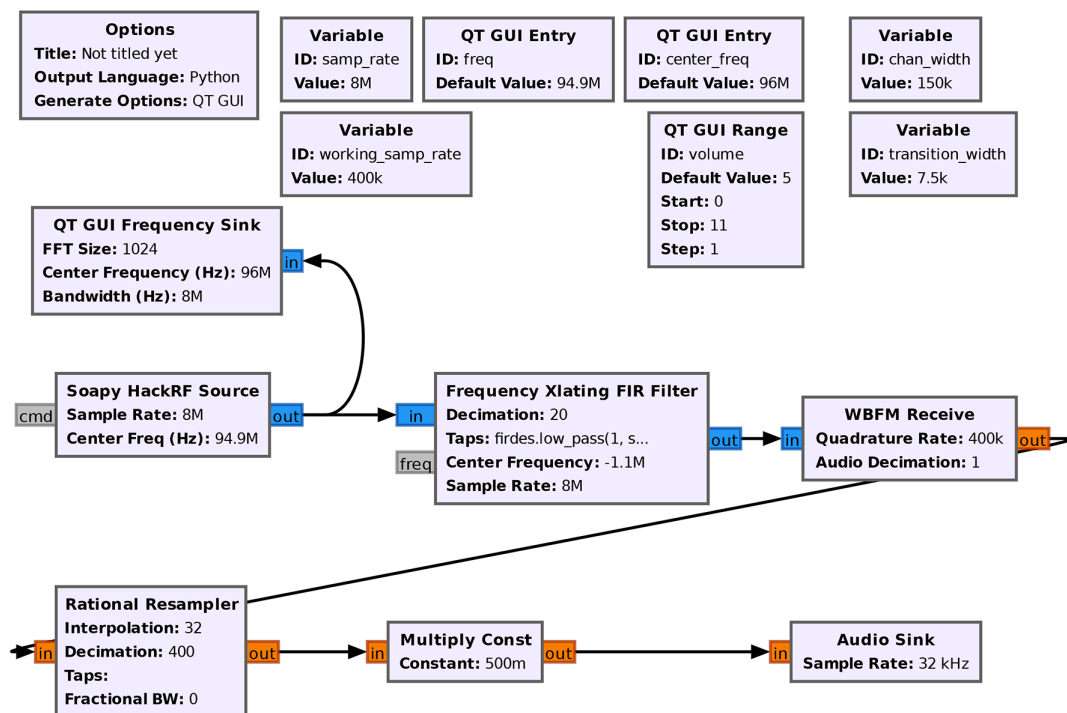 Options
Title: Not titled yet
Output Language: Python
Generate Options: QT GUI
Variable
ID: samp_rate
Value: 8M
QT GUI Entry
ID: freq
Default Value: 94.9M
QT GUI Entry
ID: center_freq
Default Value: 96M
Variable
ID: chan_width
Value: 150k
Variable
ID: working_samp_rate
Value: 400k
QT GUI Range
ID: volume
Default Value: 5
Start: 0
Stop: 11
Step: 1
Variable
ID: transition_width
Value: 7.5k
QT GUI Frequency Sink
FFT Size: 1024
Center Frequency (Hz): 96M
Bandwidth (Hz): 8M
in
cmd
Soapy HackRF Source
Sample Rate: 8M
Center Freq (Hz): 94.9M
out
in
freq
Frequency Xlating FIR Filter
Decimation: 20
Taps: firdes.low_pass(1, s...
Center Frequency: -1.1M
Sample Rate: 8M
out
in
WBFM Receive
Quadrature Rate: 400k
Audio Decimation: 1
out
in
Rational Resampler
Interpolation: 32
Decimation: 400
Taps:
Fractional BW: 0
out
in
Multiply Const
Constant: 500m
out
in
Audio Sink
Sample Rate: 32 kHz